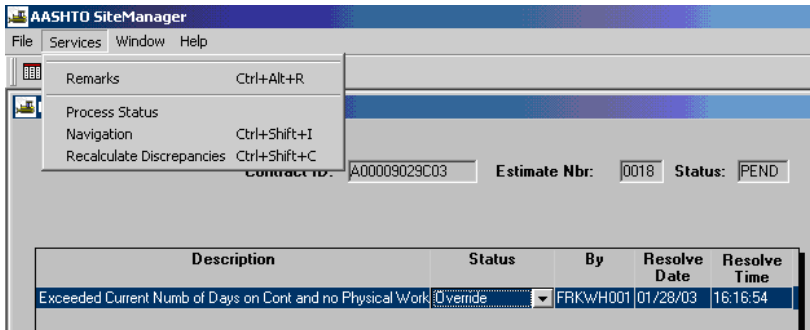 AASHTO SiteManager
File Services Window Help
Remarks Ctrl+Alt+R
Process Status
Navigation Ctrl+Shift+I
Recalculate Discrepancies Ctrl+Shift+C
Contract ID: A00009029C03 Estimate Nbr: 0018 Status: PEND
Description Status By Resolve Date Resolve Time
Exceeded Current Numb of Days on Cont and no Physical Work Override FRKWH001 01/28/03 16:16:54